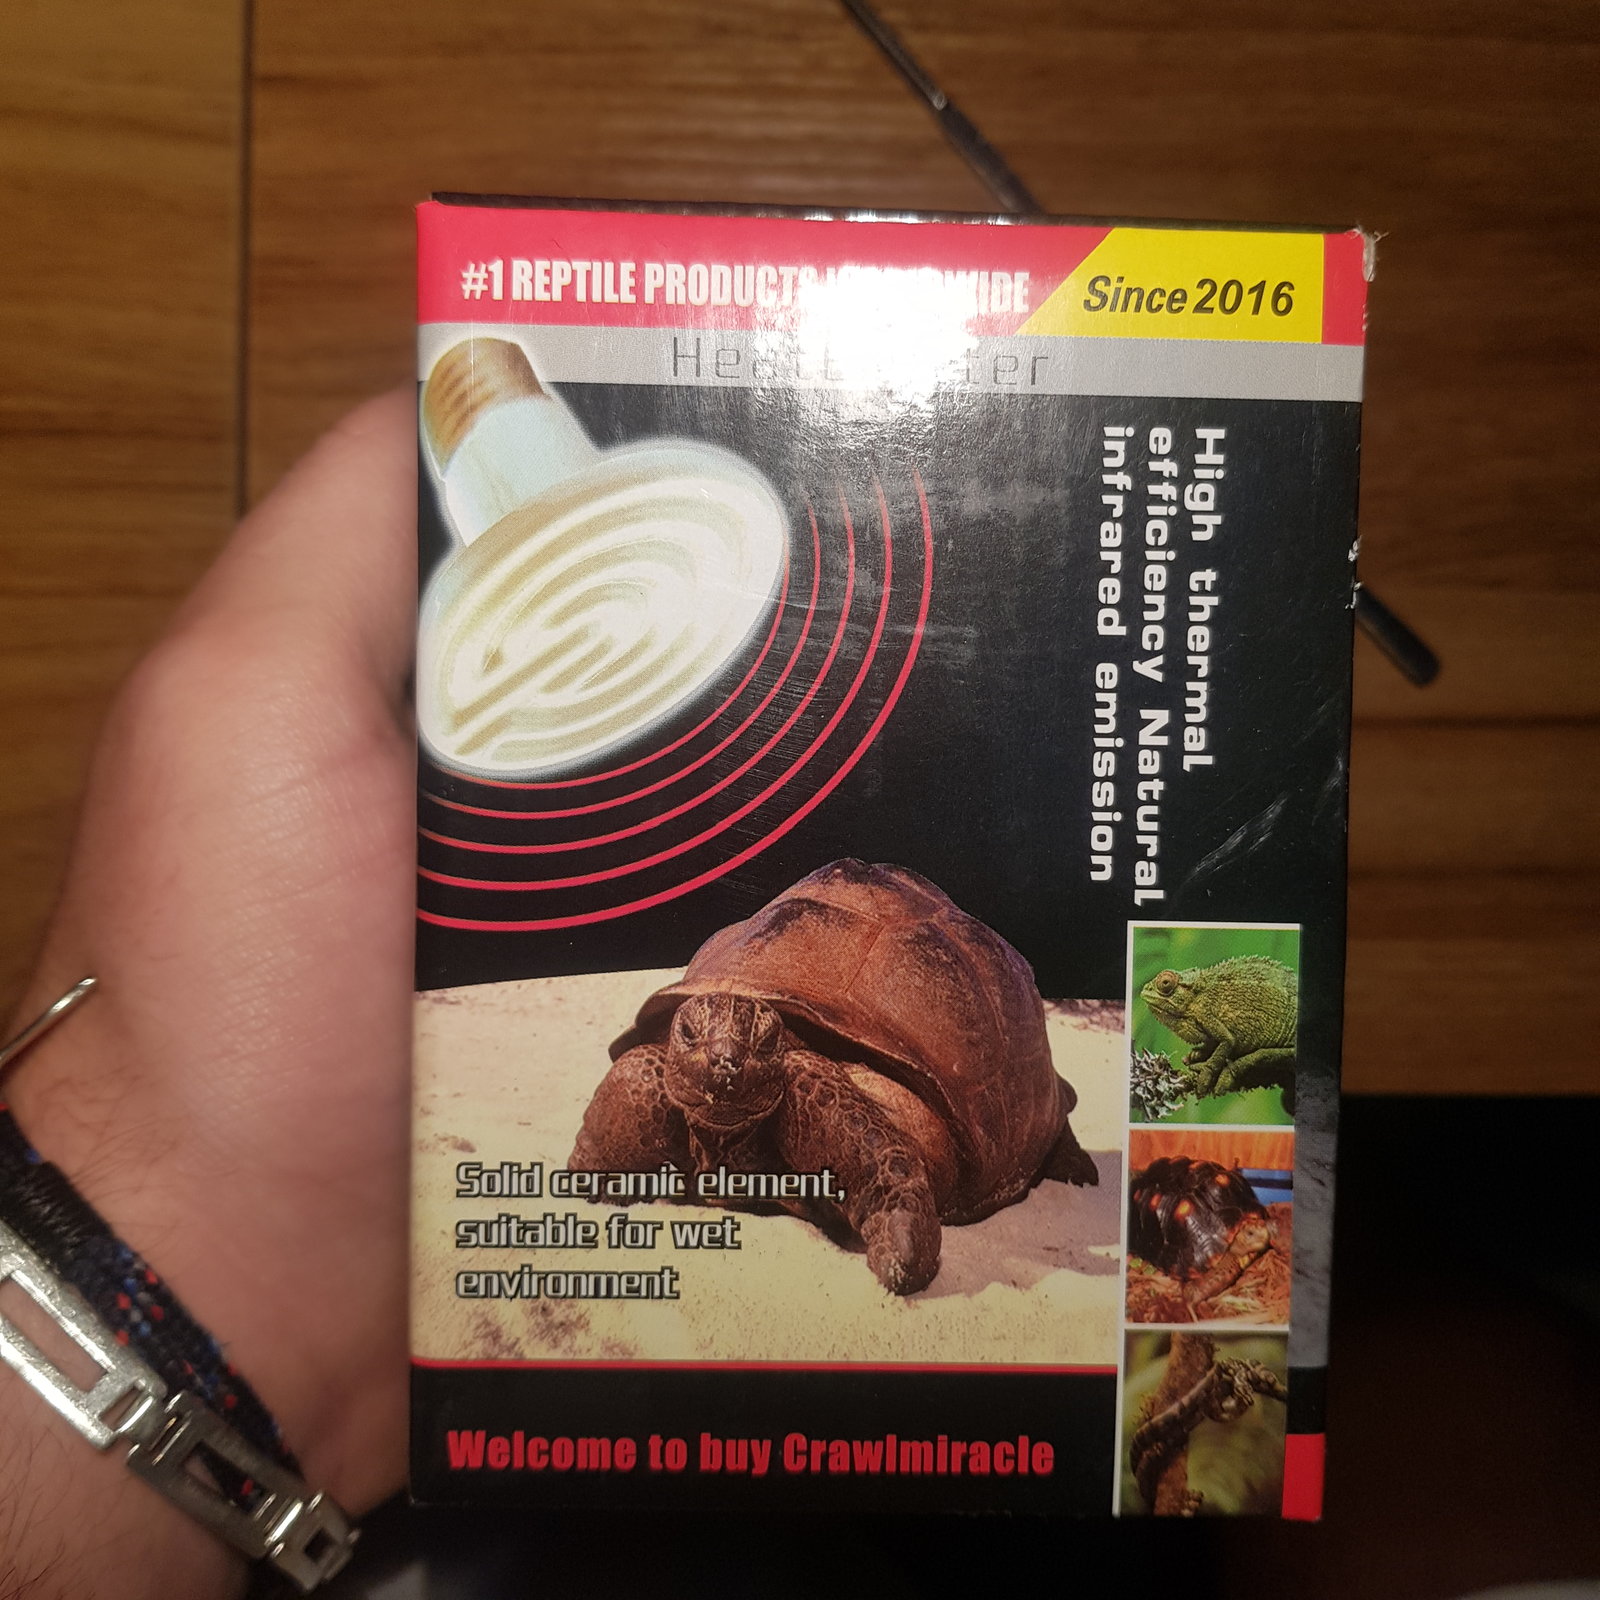 #1 REPTILE PRODUCTS
Since 2016
High thermal
efficiency Natural
infrared emission
Solid ceramic element,
suitable for wet
environment
Welcome to buy Crawlmiracle